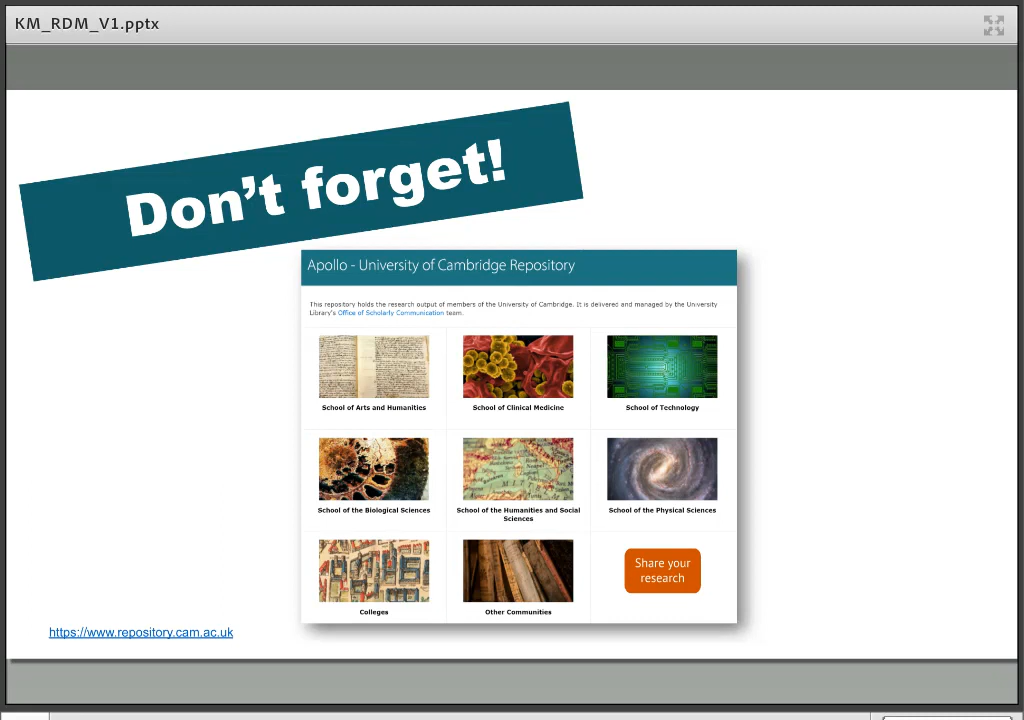 KM_RDM_V1.pptx
Don't forget!
Apollo - University of Cambridge Repository
This repository holds the research output of members of the University of Cambridge. It is delivered and managed by the University
Library's Office of Scholarly Communication team.
School of Arts and Humanities
School of Clinical Medicine
School of Technology
School of the Biological Sciences
School of the Humanities and Social
Sciences
School of the Physical Sciences
Share your
research
Colleges
Other Communities
https://www.repository.cam.ac.uk